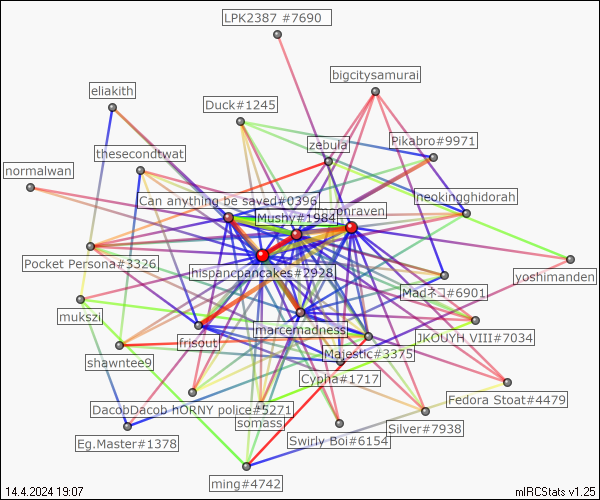 LPK2387 #7690
bigcitysamurai
eliakith
Duck#1245
zebula
Pikabro#9971
thesecondtwat
normalwan
heokingghidorah
Can anything be saved#0396
Mushy#1984
moonraven
Pocket Persona#3326
hispancpancakes#2928
yoshimanden
Madネコ#6901
mukszij
marcemadness
JKOUYH VIII#7034
frisout
Majestic#3375
shawntee9
Cypha#1717
Fedora Stoat#4479
DacobDacob hORNY police#5271
somass
Silver#7938
Eg.Master#1378
Swirly Boi#6154
ming#4742
14.4.2024 19:07
mIRCStats v1.25